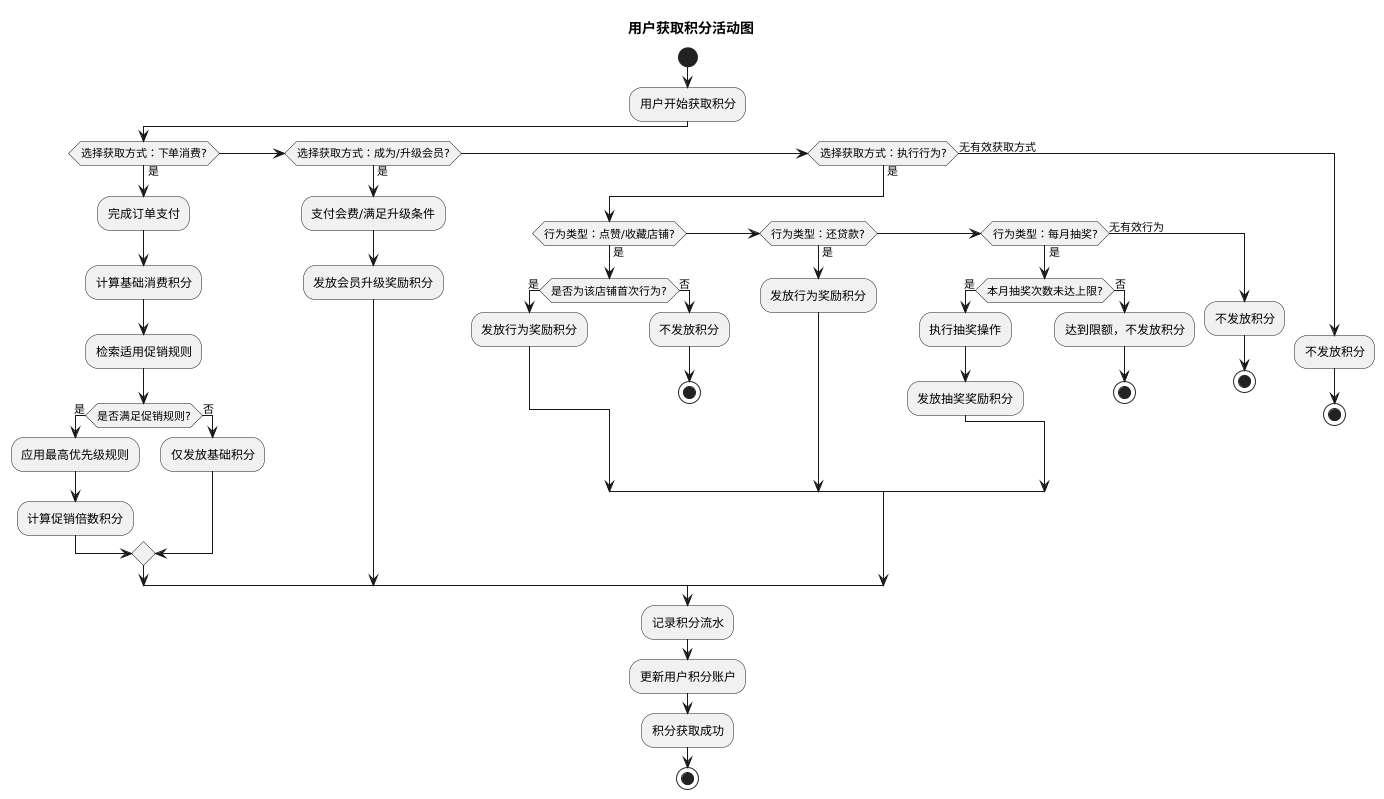 用户获取积分活动图
用户开始获取积分
选择获取方式：下单消费?
选择获取方式：成为/升级会员?
选择获取方式：执行行为?
无有效获取方式
是
是
是
完成订单支付
支付会费/满足升级条件
行为类型：点赞/收藏店铺?
行为类型：还贷款?
行为类型：每月抽奖?
无有效行为
是
是
是
计算基础消费积分
发放会员升级奖励积分
是
是否为该店铺首次行为?
否
发放行为奖励积分
是
本月抽奖次数未达上限?
否
发放行为奖励积分
不发放积分
执行抽奖操作
达到限额，不发放积分
不发放积分
不发放积分
检索适用促销规则
发放抽奖奖励积分
是
是否满足促销规则?
否
应用最高优先级规则
仅发放基础积分
计算促销倍数积分
记录积分流水
更新用户积分账户
积分获取成功